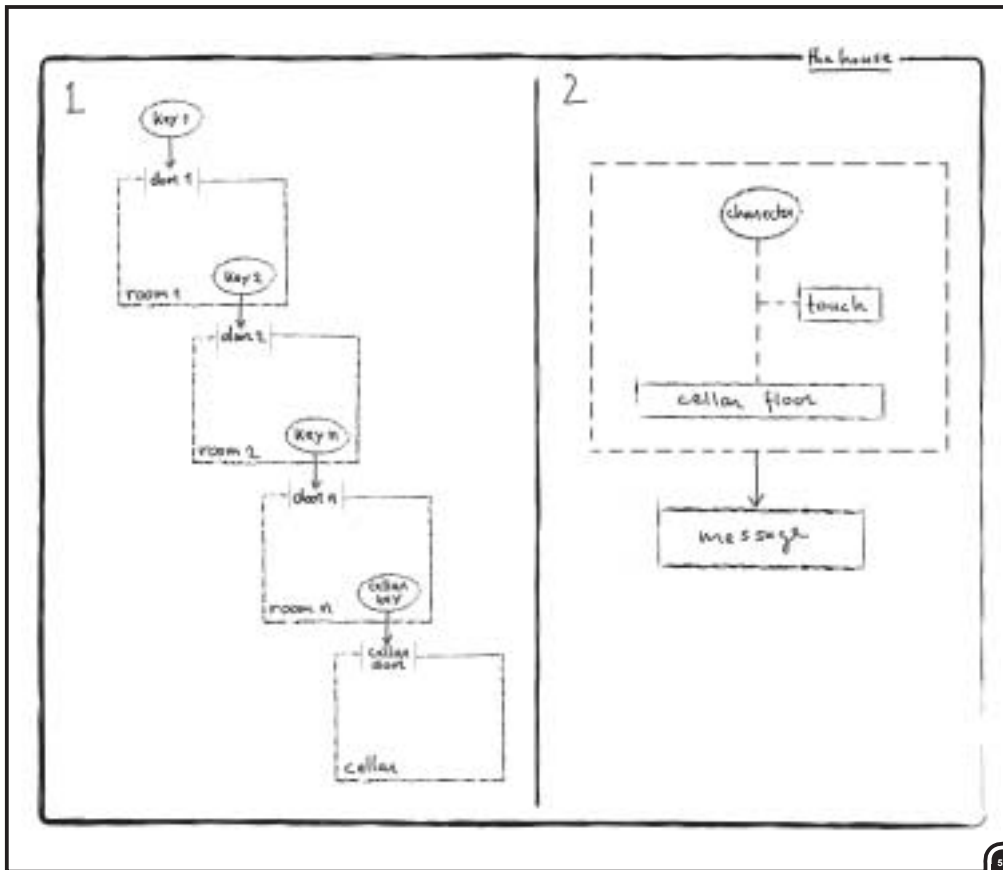 the house
1
key 1
door 1
key 2
room 1
door 2
key n
room 2
door n
cellar
key
room n
cellar
door
cellar
2
character
touch
cellar floor
message
5